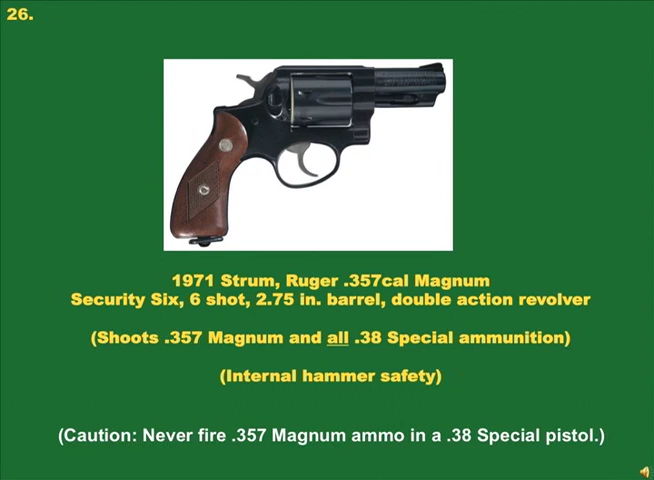 26.
1971 Strum, Ruger .357cal Magnum
Security Six, 6 shot, 2.75 in. barrel, double action revolver
(Shoots .357 Magnum and all .38 Special ammunition)
(Internal hammer safety)
(Caution: Never fire .357 Magnum ammo in a .38 Special pistol.)